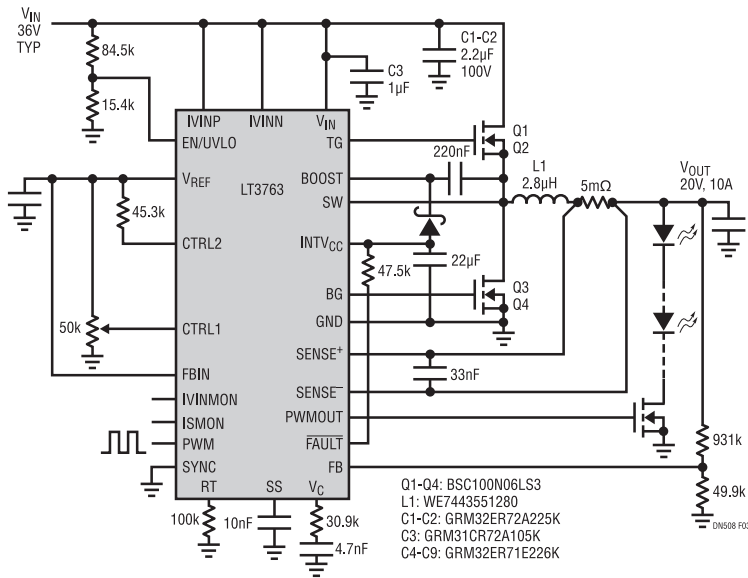 VIN
36V
TYP
84.5k
15.4k
C3
1µF
C1-C2
2.2µF
100V
IVINP
IVINN
VIN
EN/UVLO
TG
Q1
Q2
220nF
VREF
LT3763
BOOST
L1
2.8µH
5mΩ
VOUT
20V, 10A
SW
45.3k
CTRL2
INTVCC
22µF
47.5k
BG
Q3
Q4
GND
50k
CTRL1
SENSE+
FBIN
33nF
IVINMON
SENSE–
ISMON
PWMOUT
PWM
FAULT
931k
SYNC
FB
49.9k
RT
SS
VC
100k
10nF
30.9k
4.7nF
Q1-Q4: BSC100N06LS3
L1: WE7443551280
C1-C2: GRM32ER72A225K
C3: GRM31CR72A105K
C4-C9: GRM32ER71E226K